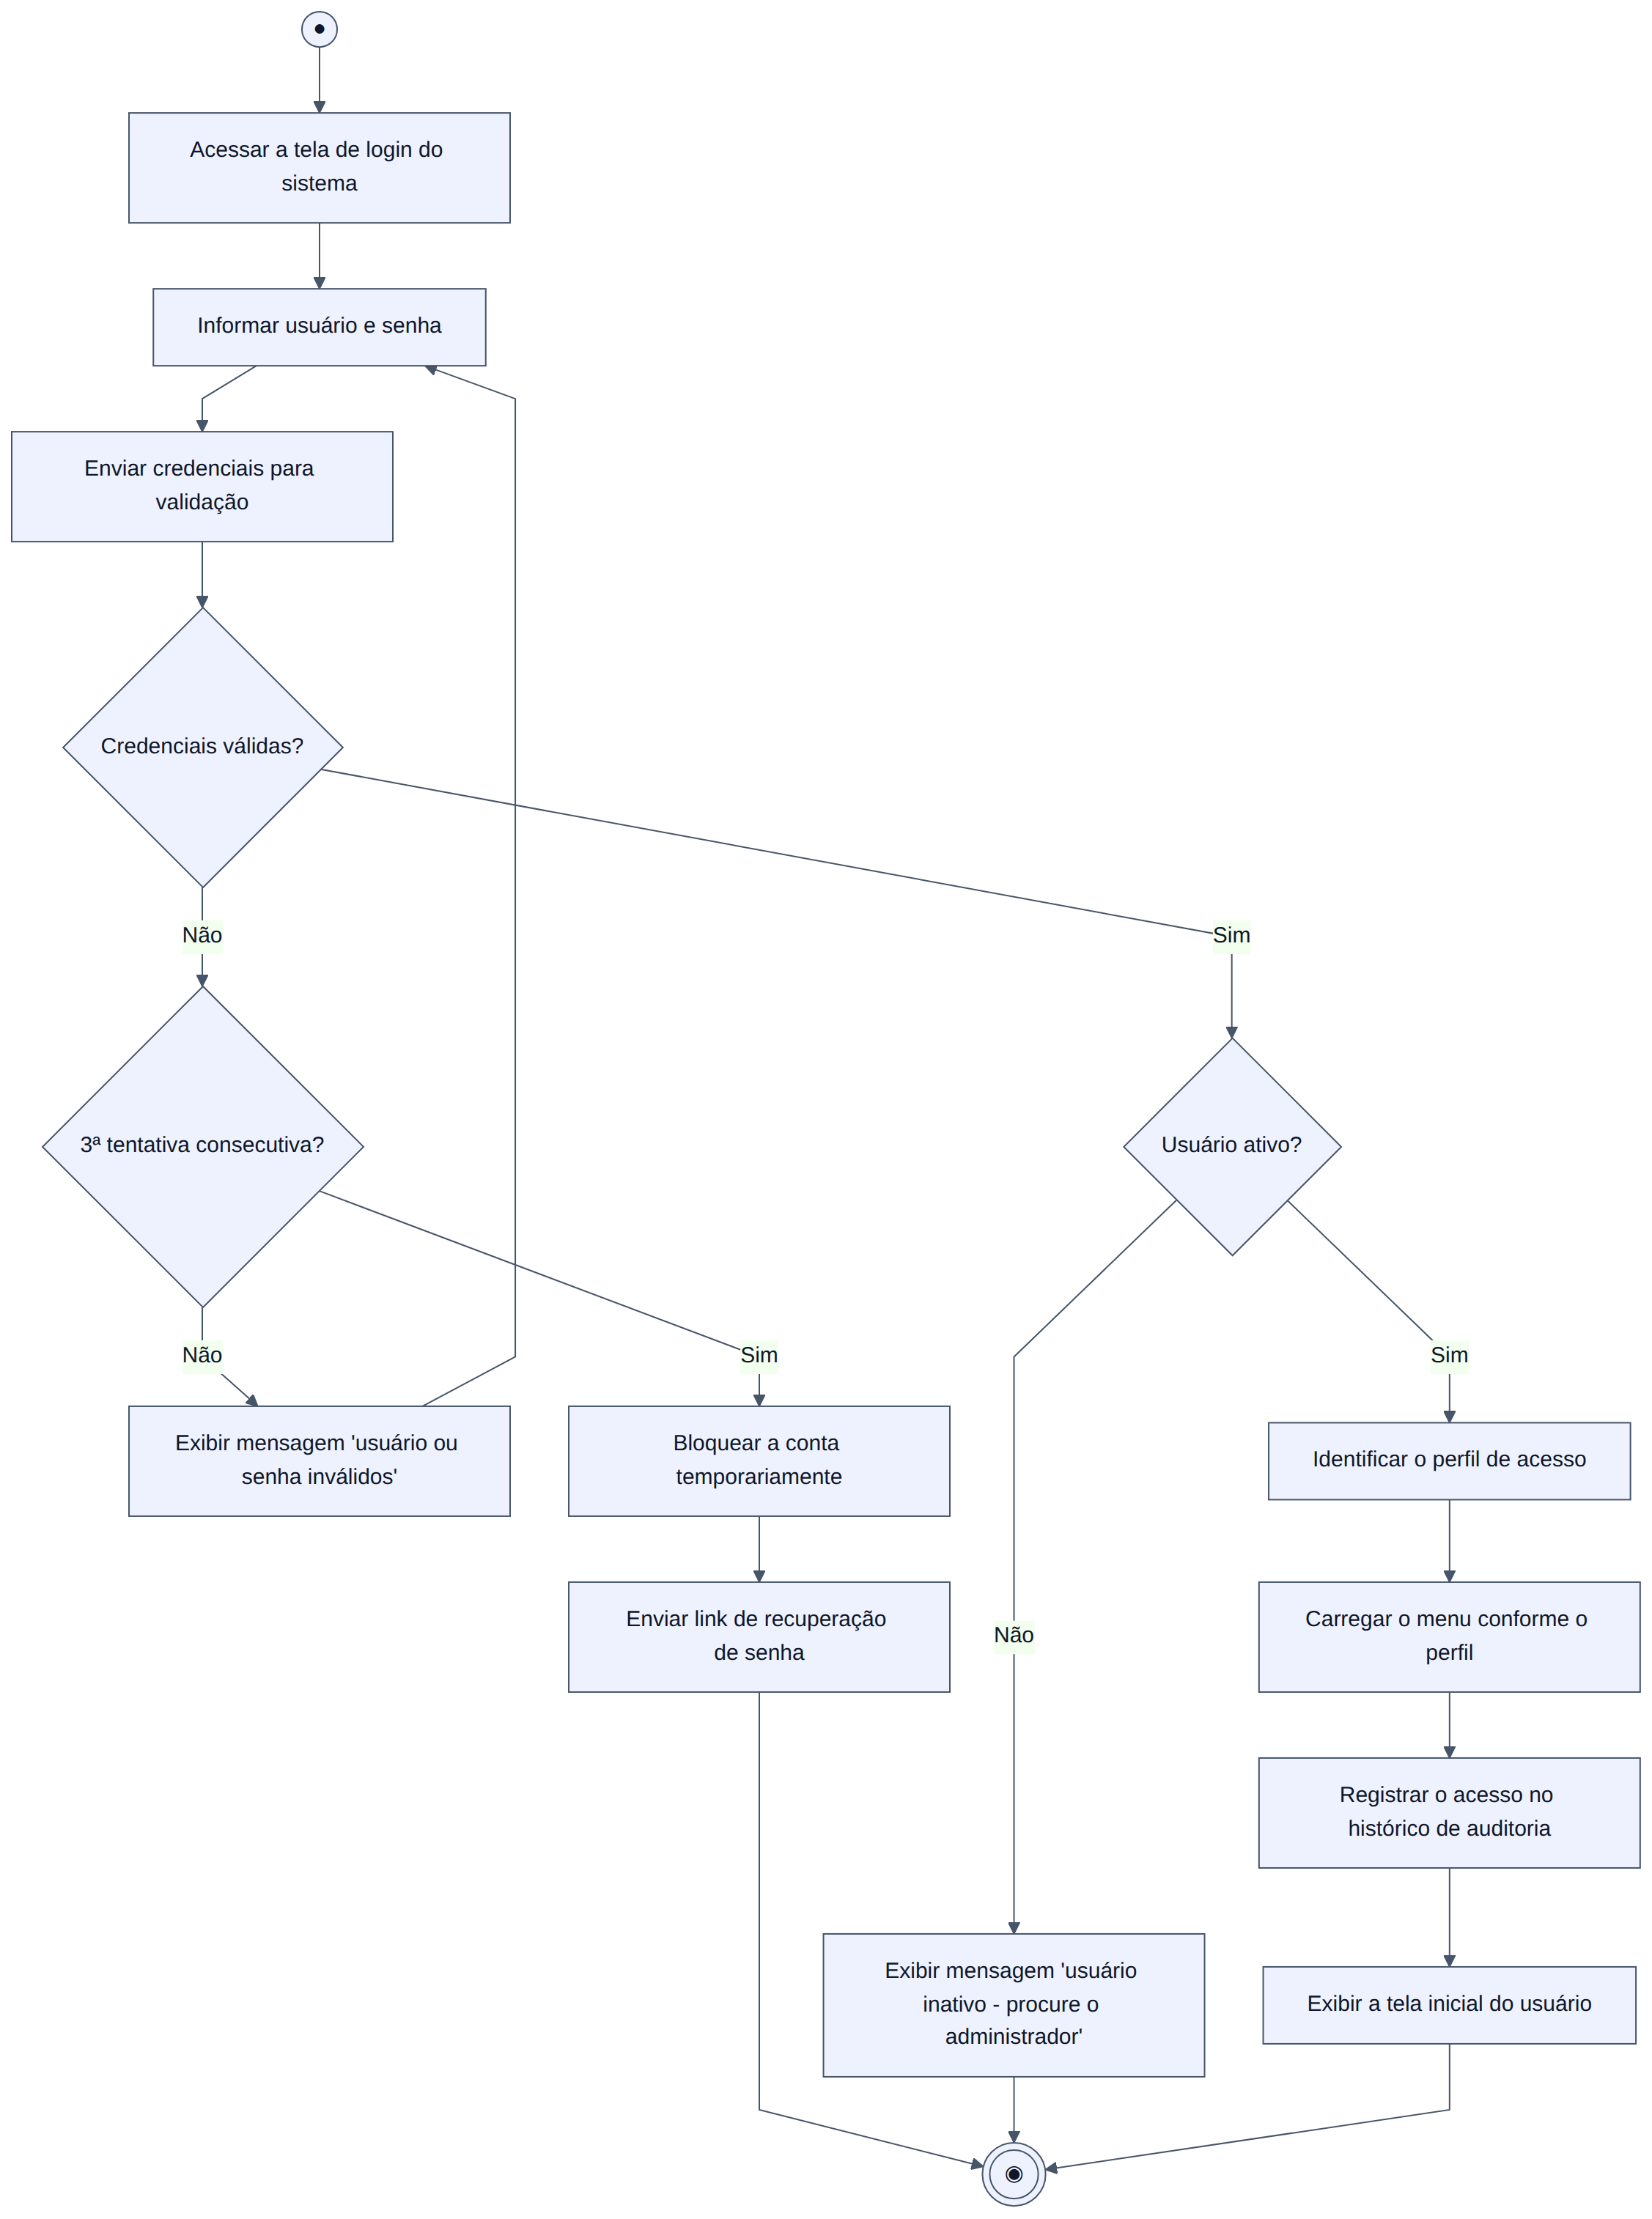 Acessar a tela de login do
sistema
Informar usuário e senha
Enviar credenciais para
validação
Credenciais válidas?
Não
Sim
3ª tentativa consecutiva?
Usuário ativo?
Não
Sim
Sim
Exibir mensagem 'usuário ou
senha inválidos'
Bloquear a conta
temporariamente
Identificar o perfil de acesso
Enviar link de recuperação
de senha
Não
Carregar o menu conforme o
perfil
Registrar o acesso no
histórico de auditoria
Exibir mensagem 'usuário
inativo - procure o
administrador'
Exibir a tela inicial do usuário